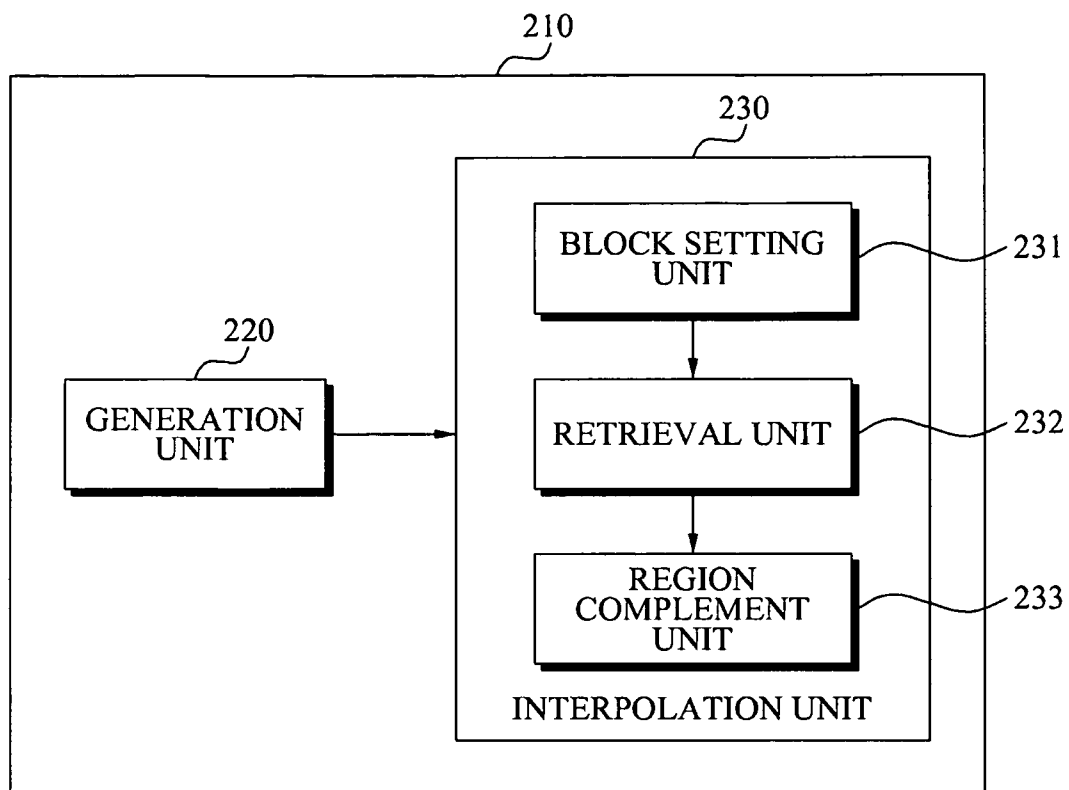 210
230
BLOCK SETTING
UNIT
231
220
GENERATION
UNIT
RETRIEVAL UNIT
232
REGION
COMPLEMENT
UNIT
233
INTERPOLATION UNIT